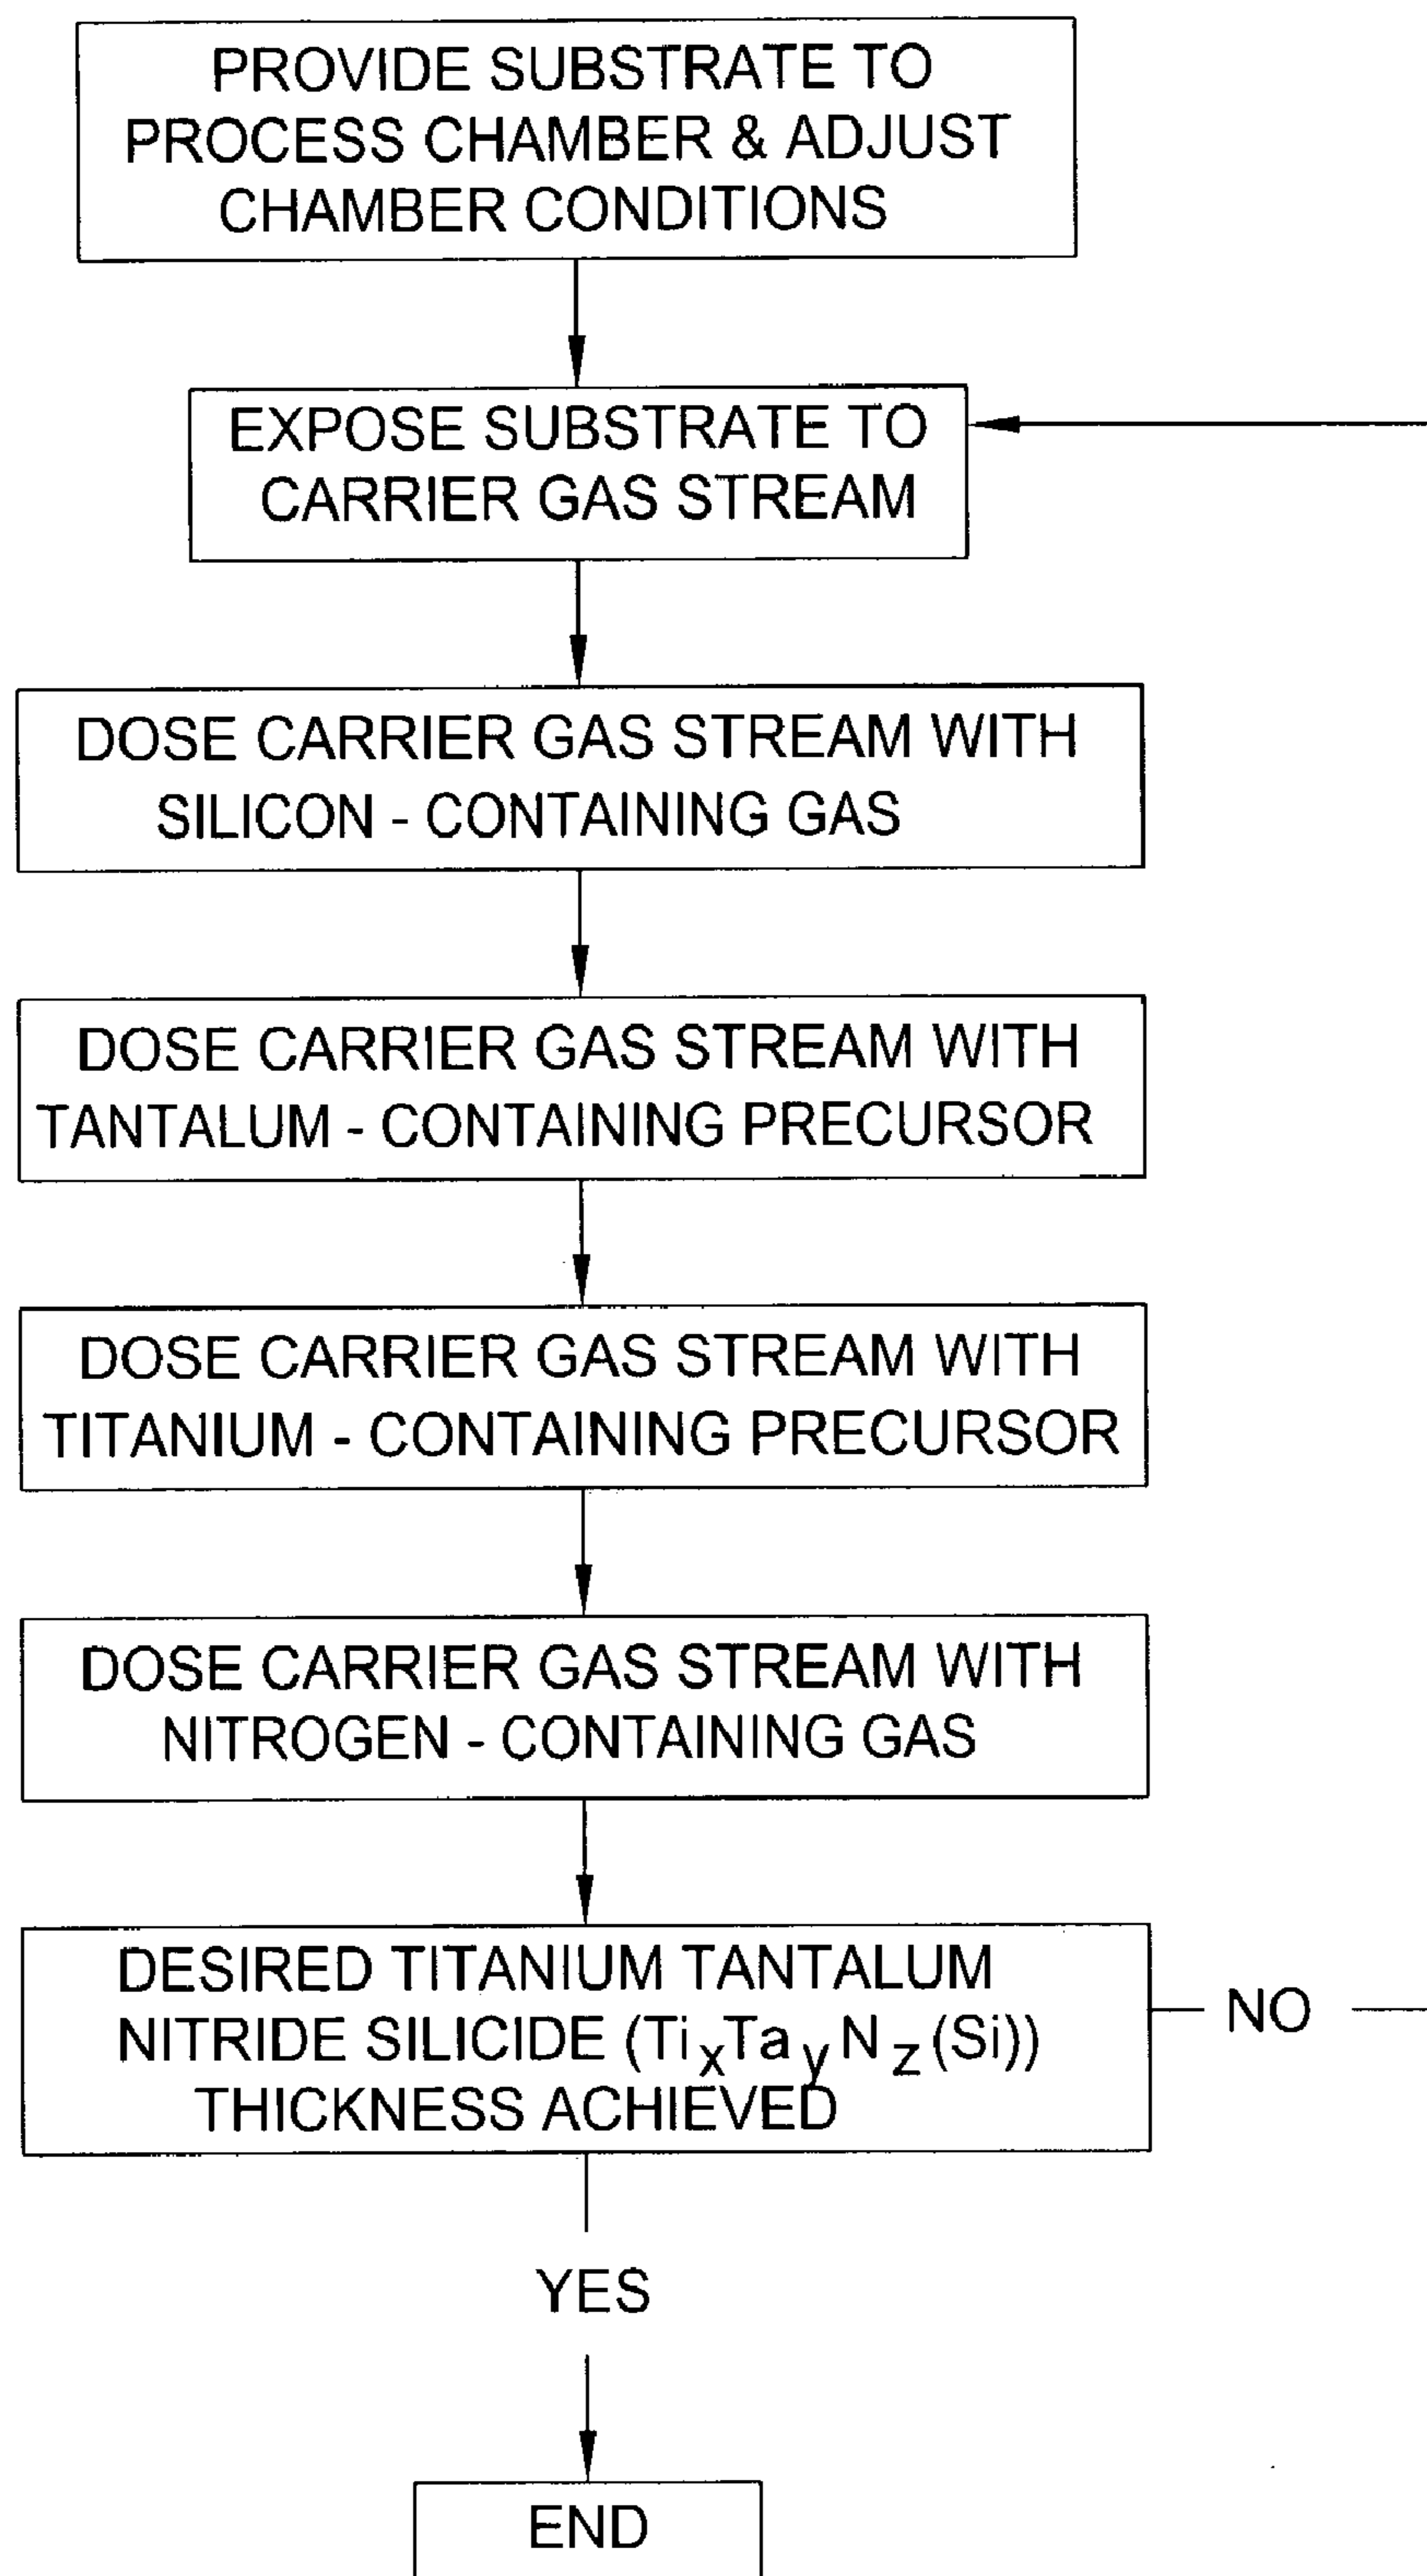 PROVIDE SUBSTRATE TO
PROCESS CHAMBER & ADJUST
CHAMBER CONDITIONS
EXPOSE SUBSTRATE TO
CARRIER GAS STREAM
DOSE CARRIER GAS STREAM WITH
SILICON - CONTAINING GAS
DOSE CARRIER GAS STREAM WITH
TANTALUM - CONTAINING PRECURSOR
DOSE CARRIER GAS STREAM WITH
TITANIUM - CONTAINING PRECURSOR
DOSE CARRIER GAS STREAM WITH
NITROGEN - CONTAINING GAS
DESIRED TITANIUM TANTALUM
NITRIDE SILICIDE (TixTayNz(Si))
THICKNESS ACHIEVED
NO
YES
END